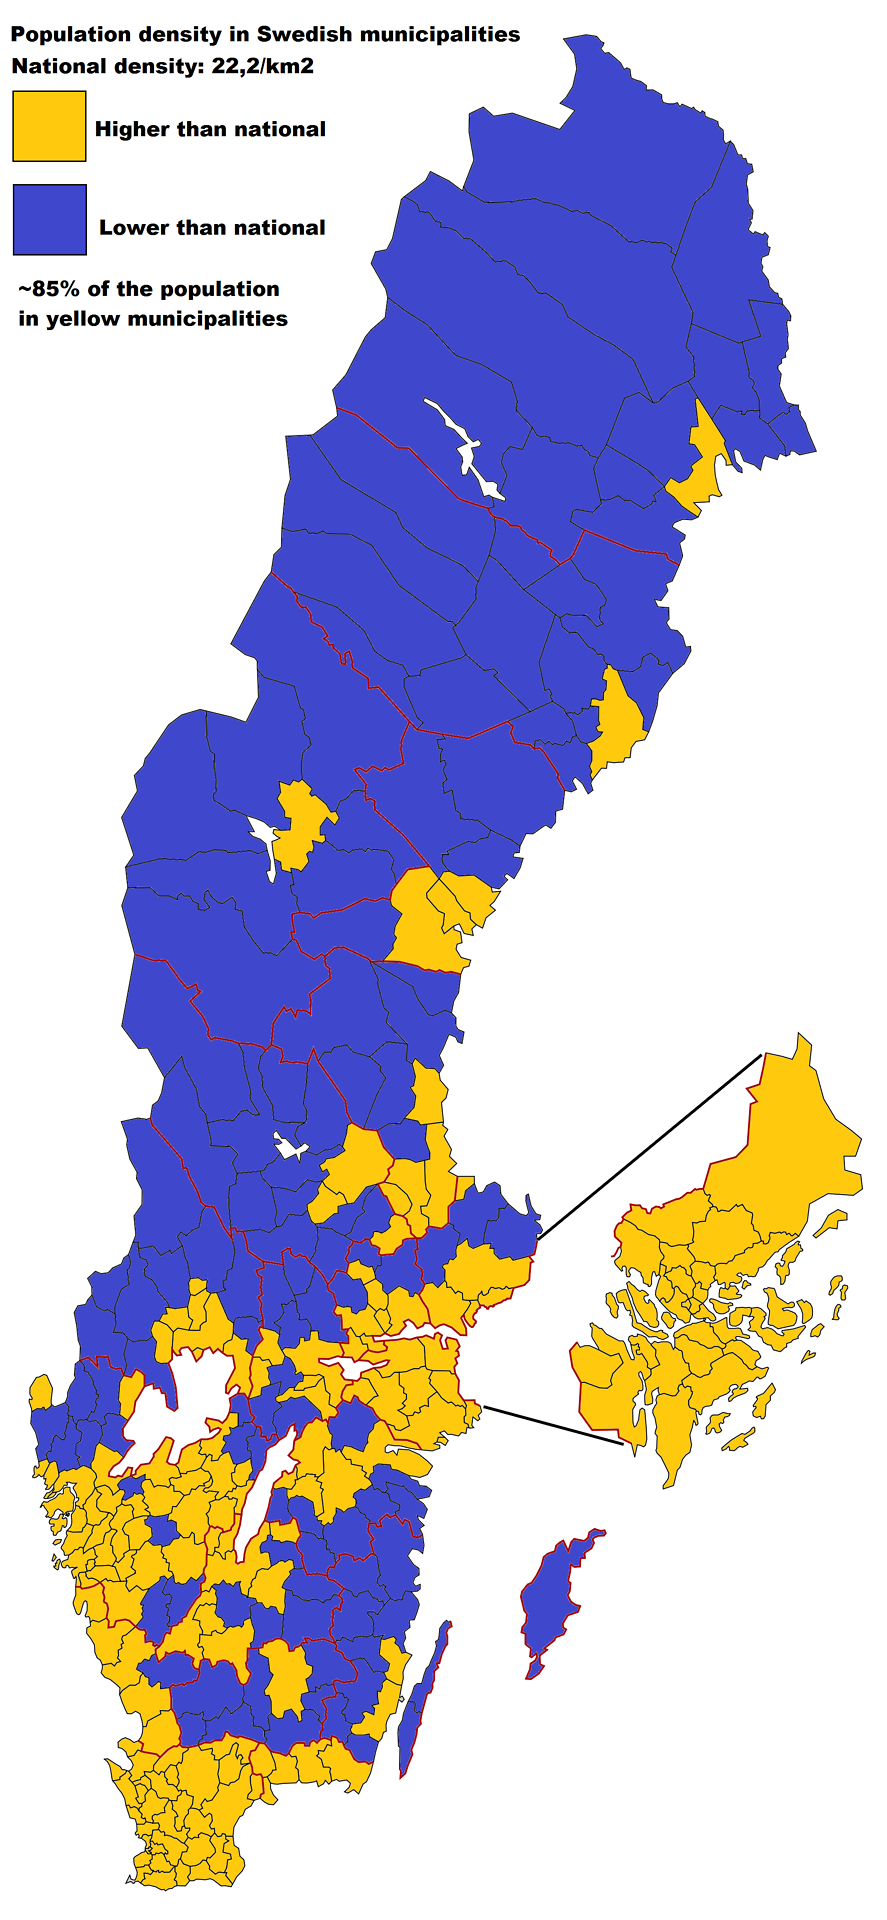 Population density in Swedish municipalities
National density: 22,2/km2
Higher than national
Lower than national
~85% of the population
in yellow municipalities